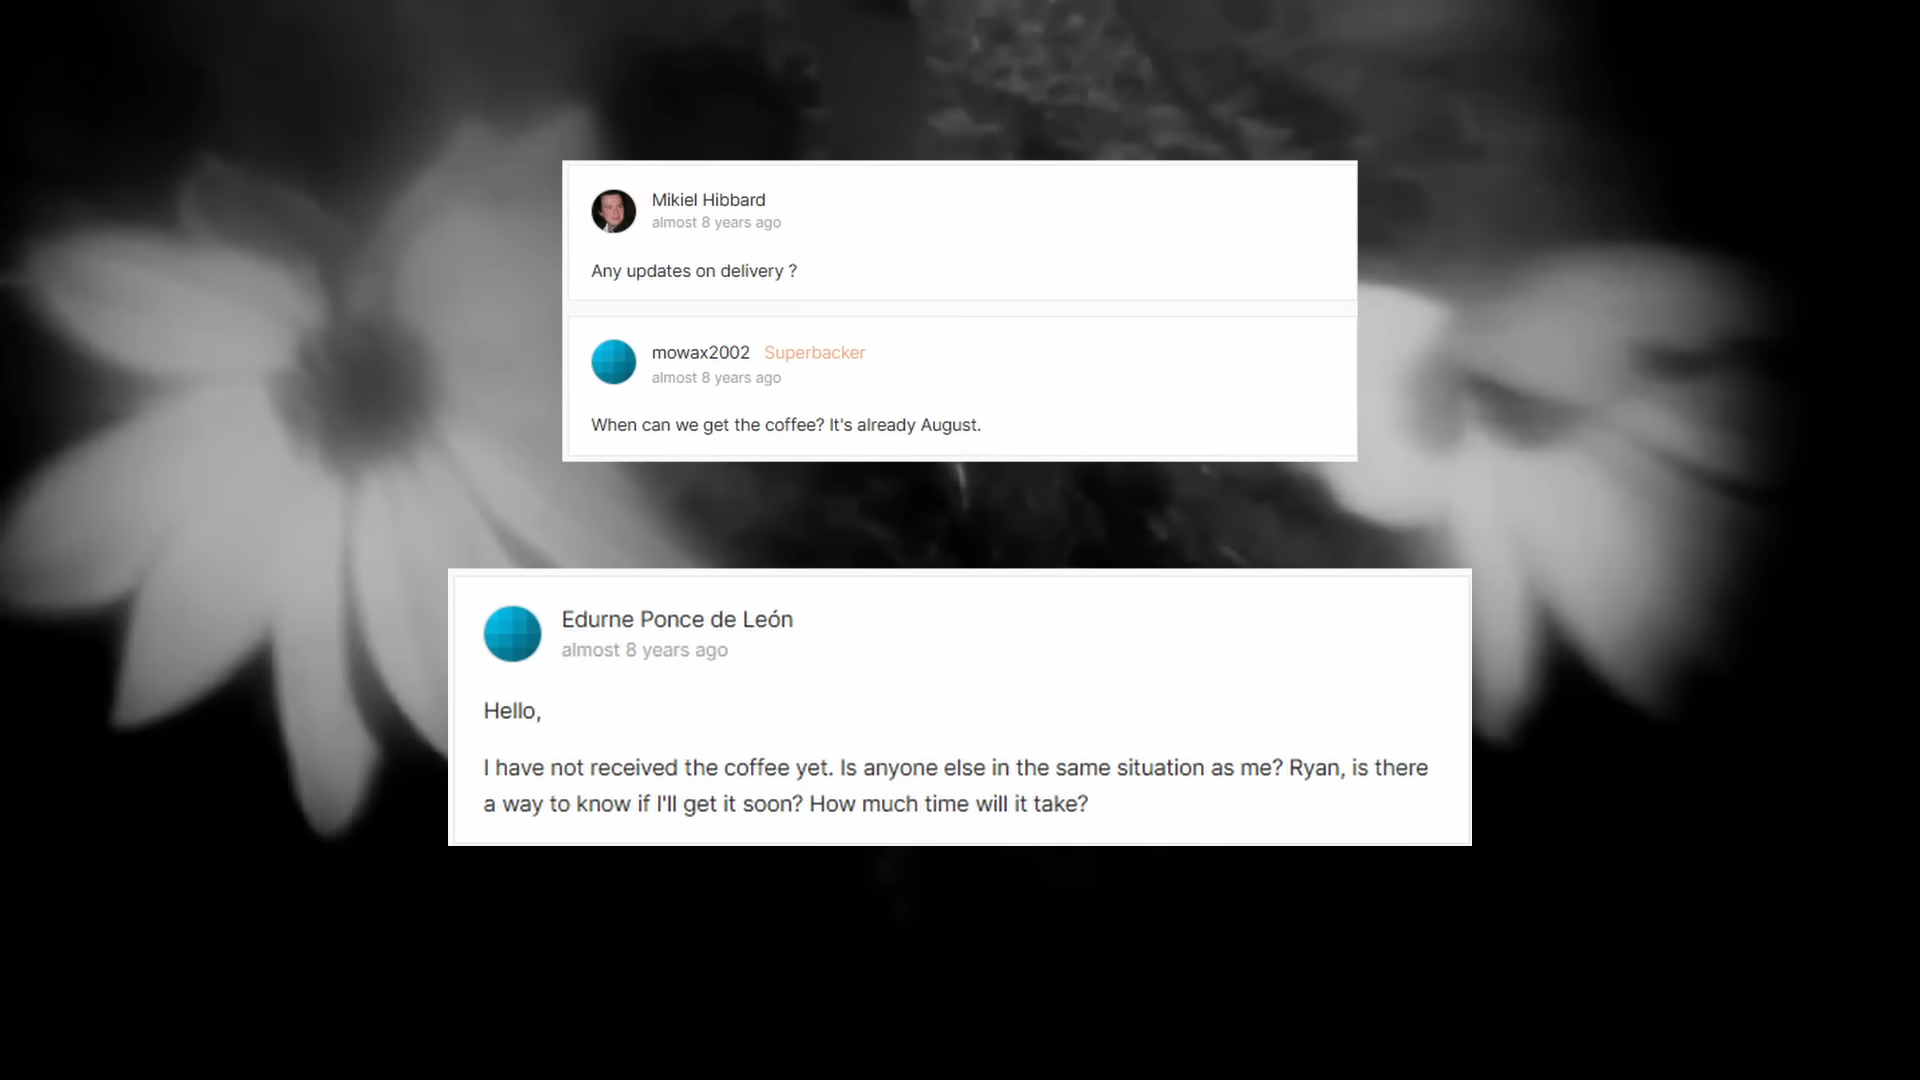 Mikiel Hibbard
almost 8 years ago
Any updates on delivery ?
mowax2002 Superbacker
almost 8 years ago
When can we get the coffee? It's already August.
Edurne Ponce de León
almost 8 years ago
Hello,
I have not received the coffee yet. Is anyone else in the same situation as me? Ryan, is there
a way to know if I'll get it soon? How much time will it take?